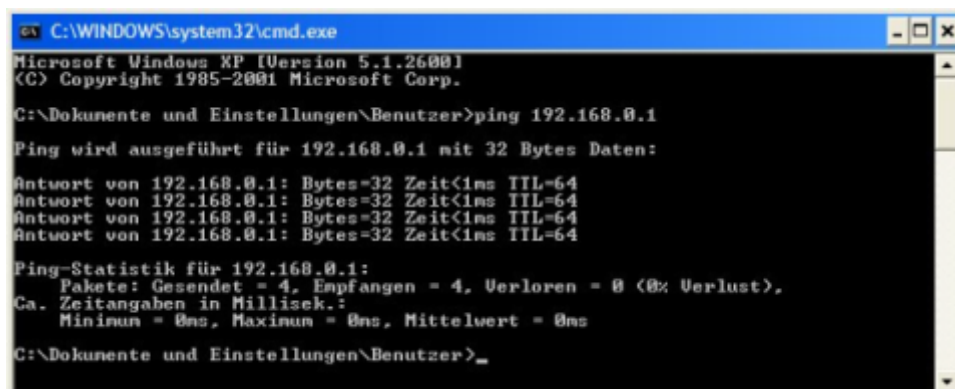 C:\WINDOWS\system32\cmd.exe
Microsoft Windows XP [Version 5.1.2600]
(C) Copyright 1985-2001 Microsoft Corp.
C:\Dokumente und Einstellungen\Benutzer>ping 192.168.0.1
Ping wird ausgeführt für 192.168.0.1 mit 32 Bytes Daten:
Antwort von 192.168.0.1: Bytes=32 Zeit<1ms TTL=64
Antwort von 192.168.0.1: Bytes=32 Zeit<1ms TTL=64
Antwort von 192.168.0.1: Bytes=32 Zeit<1ms TTL=64
Antwort von 192.168.0.1: Bytes=32 Zeit<1ms TTL=64
Ping-Statistik für 192.168.0.1:
Pakete: Gesendet = 4, Empfangen = 4, Verloren = 0 (0% Verlust),
Ca. Zeitangaben in Millisek.:
Minimum = 0ms, Maximum = 0ms, Mittelwert = 0ms
C:\Dokumente und Einstellungen\Benutzer>_